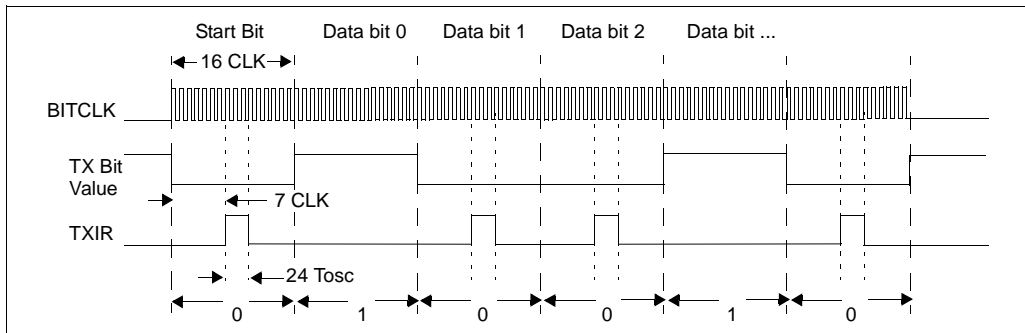 Start Bit Data bit 0 Data bit 1 Data bit 2 Data bit ...
16 CLK
BITCLK
TX Bit
Value
7 CLK
TXIR
24 Tosc
0 1 0 0 1 0